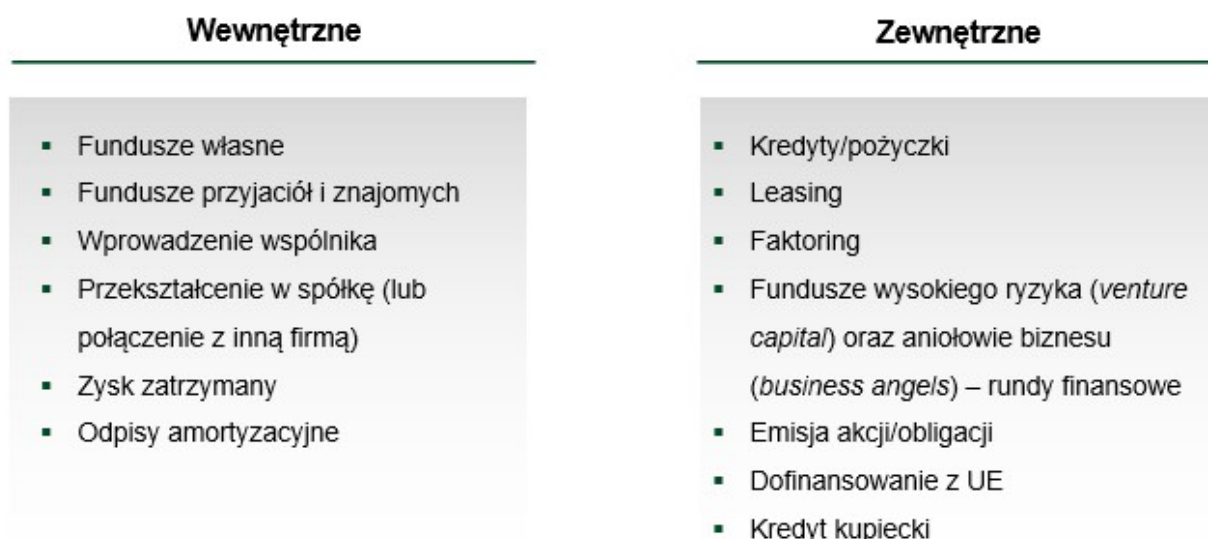 Wewnętrzne
▪ Fundusze własne
▪ Fundusze przyjaciół i znajomych
▪ Wprowadzenie wspólnika
▪ Przekształcenie w spółkę (lub
połączenie z inną firmą)
▪ Zysk zatrzymany
▪ Odpisy amortyzacyjne
Zewnętrzne
▪ Kredyty/pożyczki
▪ Leasing
▪ Faktoring
▪ Fundusze wysokiego ryzyka (venture
capital) oraz aniołowie biznesu
(business angels) – rundy finansowe
▪ Emisja akcji/obligacji
▪ Dofinansowanie z UE
▪ Kredyt kupiecki